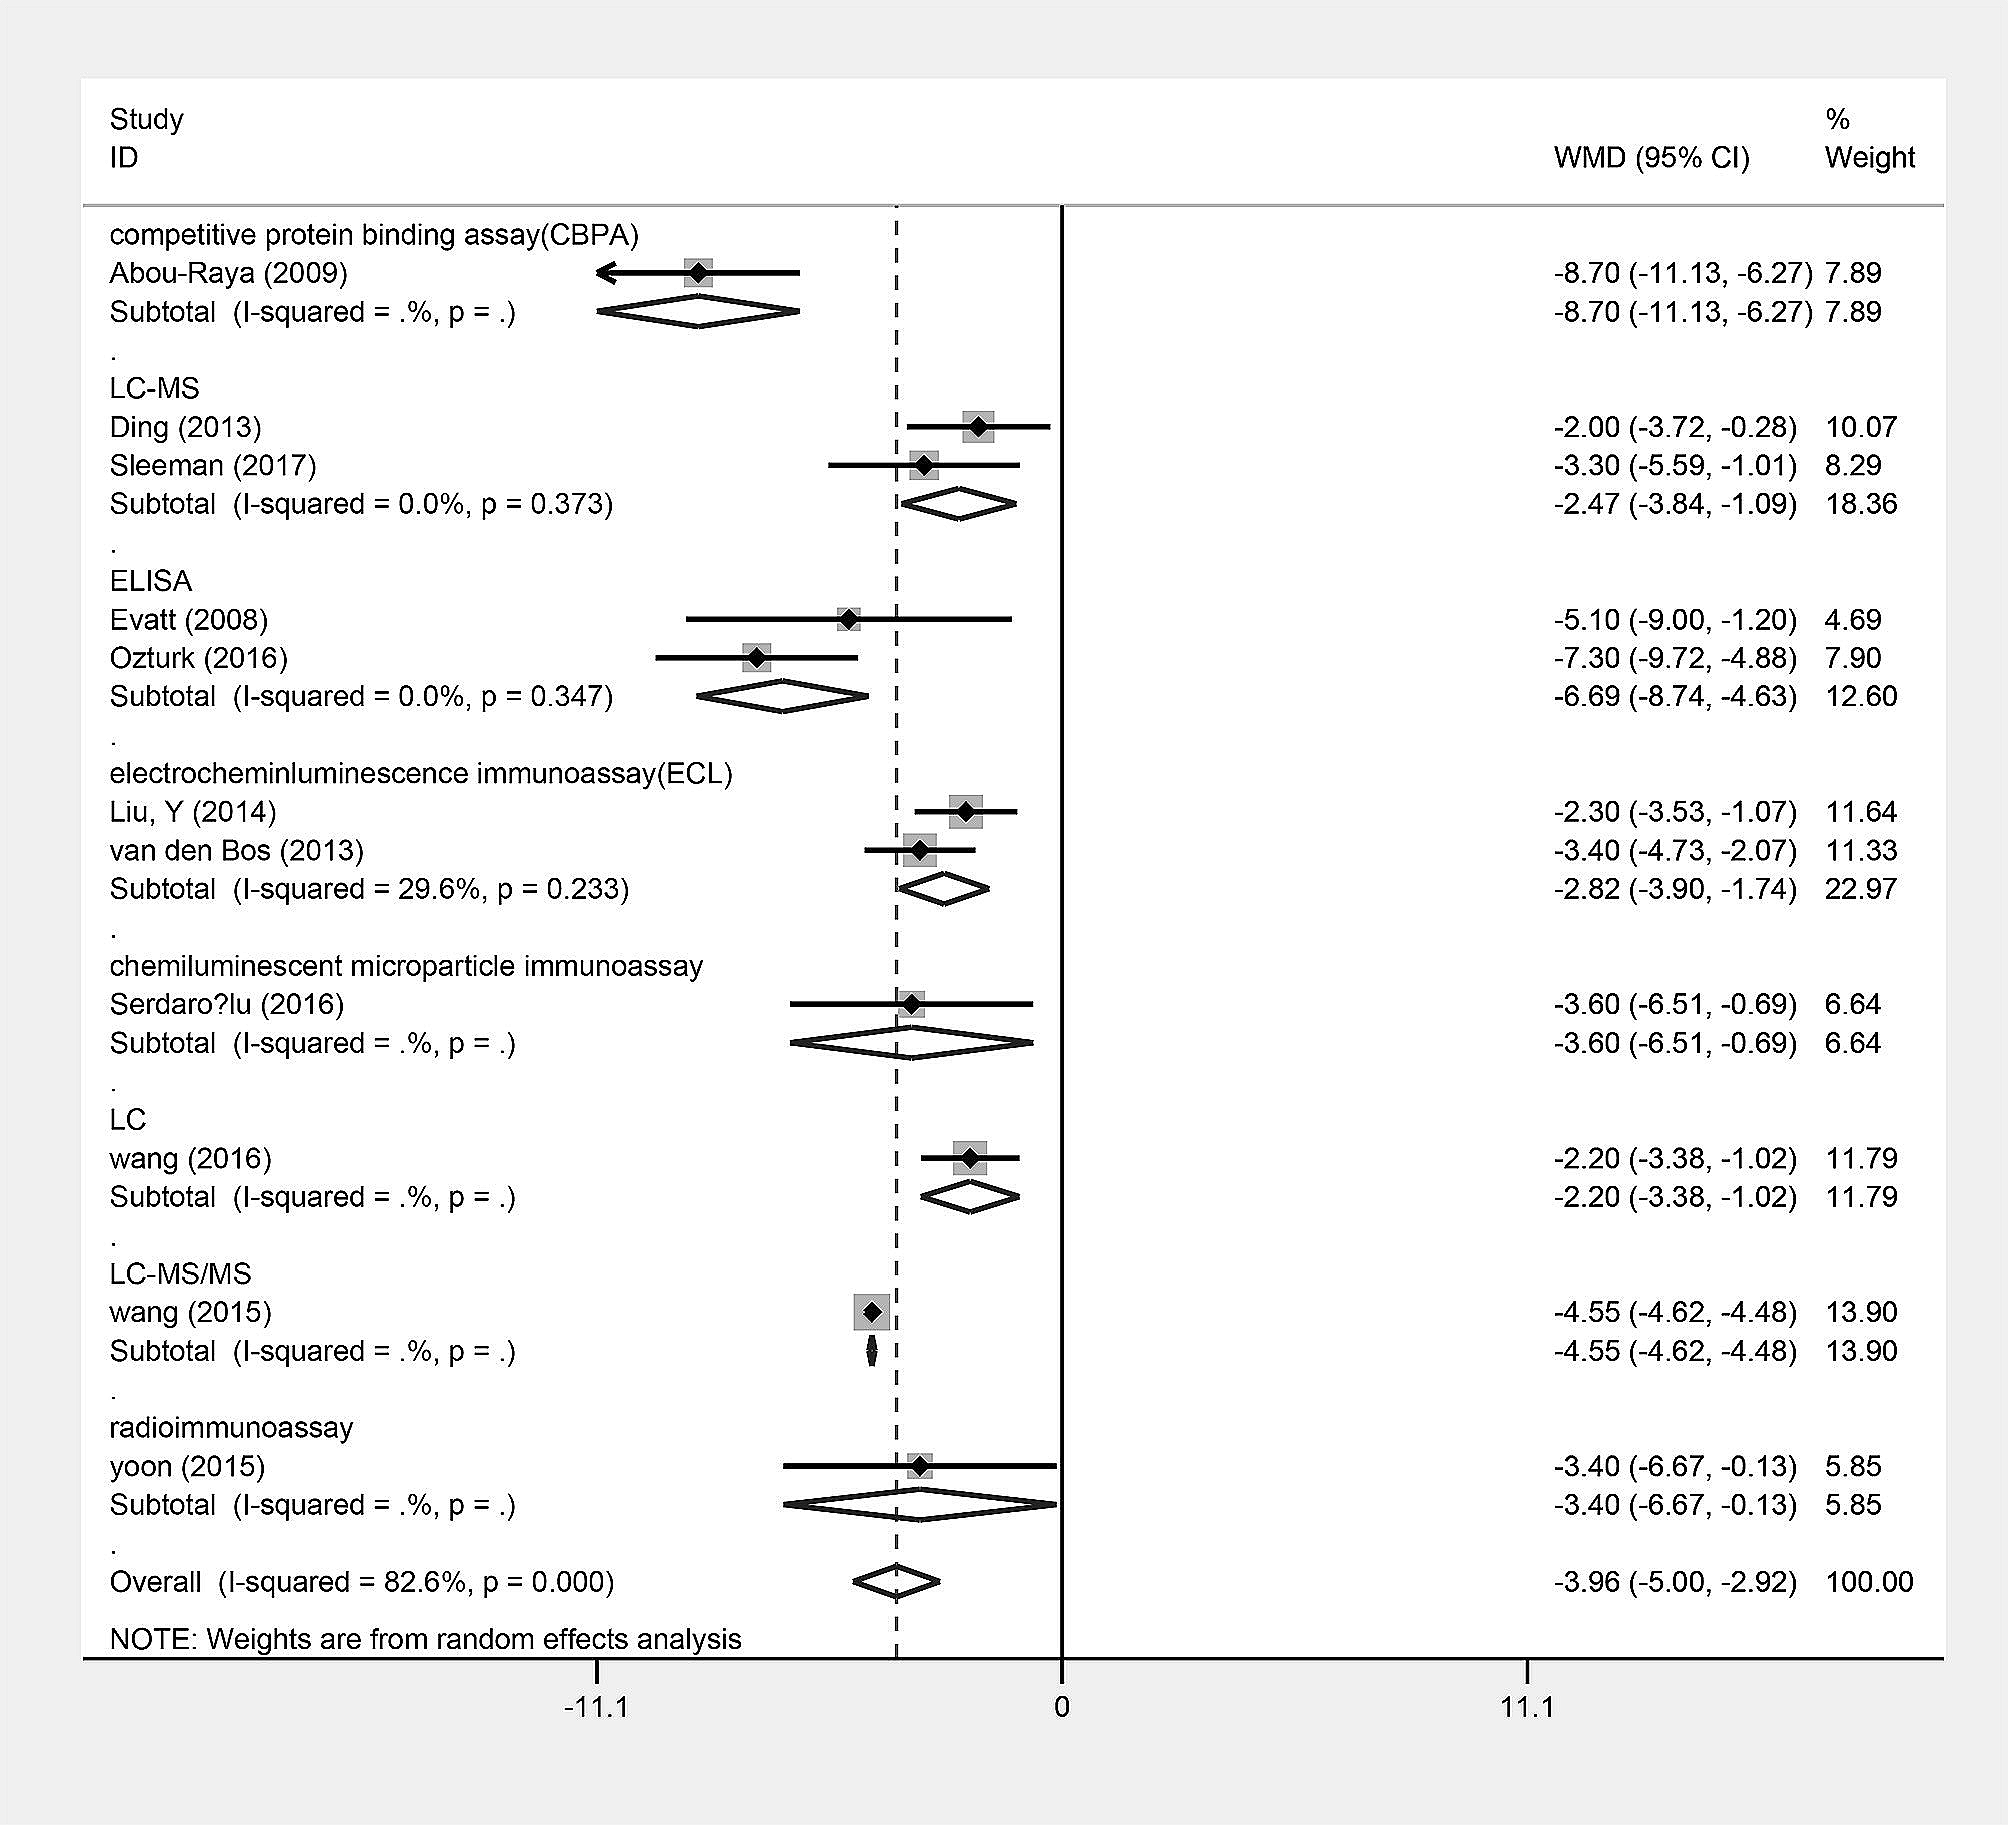 Study %
ID WMD (95% CI) Weight
competitive protein binding assay(CBPA)
Abou-Raya (2009) -8.70 (-11.13, -6.27) 7.89
Subtotal (I-squared = .%, p = .) -8.70 (-11.13, -6.27) 7.89
.
LC-MS
Ding (2013) -2.00 (-3.72, -0.28) 10.07
Sleeman (2017) -3.30 (-5.59, -1.01) 8.29
Subtotal (I-squared = 0.0%, p = 0.373) -2.47 (-3.84, -1.09) 18.36
.
ELISA
Evatt (2008) -5.10 (-9.00, -1.20) 4.69
Ozturk (2016) -7.30 (-9.72, -4.88) 7.90
Subtotal (I-squared = 0.0%, p = 0.347) -6.69 (-8.74, -4.63) 12.60
.
electrocheminluminescence immunoassay(ECL)
Liu, Y (2014) -2.30 (-3.53, -1.07) 11.64
van den Bos (2013) -3.40 (-4.73, -2.07) 11.33
Subtotal (I-squared = 29.6%, p = 0.233) -2.82 (-3.90, -1.74) 22.97
.
chemiluminescent microparticle immunoassay
Serdaro?lu (2016) -3.60 (-6.51, -0.69) 6.64
Subtotal (I-squared = .%, p = .) -3.60 (-6.51, -0.69) 6.64
.
LC
wang (2016) -2.20 (-3.38, -1.02) 11.79
Subtotal (I-squared = .%, p = .) -2.20 (-3.38, -1.02) 11.79
.
LC-MS/MS
wang (2015) -4.55 (-4.62, -4.48) 13.90
Subtotal (I-squared = .%, p = .) -4.55 (-4.62, -4.48) 13.90
.
radioimmunoassay
yoon (2015) -3.40 (-6.67, -0.13) 5.85
Subtotal (I-squared = .%, p = .) -3.40 (-6.67, -0.13) 5.85
.
Overall (I-squared = 82.6%, p = 0.000) -3.96 (-5.00, -2.92) 100.00
NOTE: Weights are from random effects analysis
-11.1 0 11.1